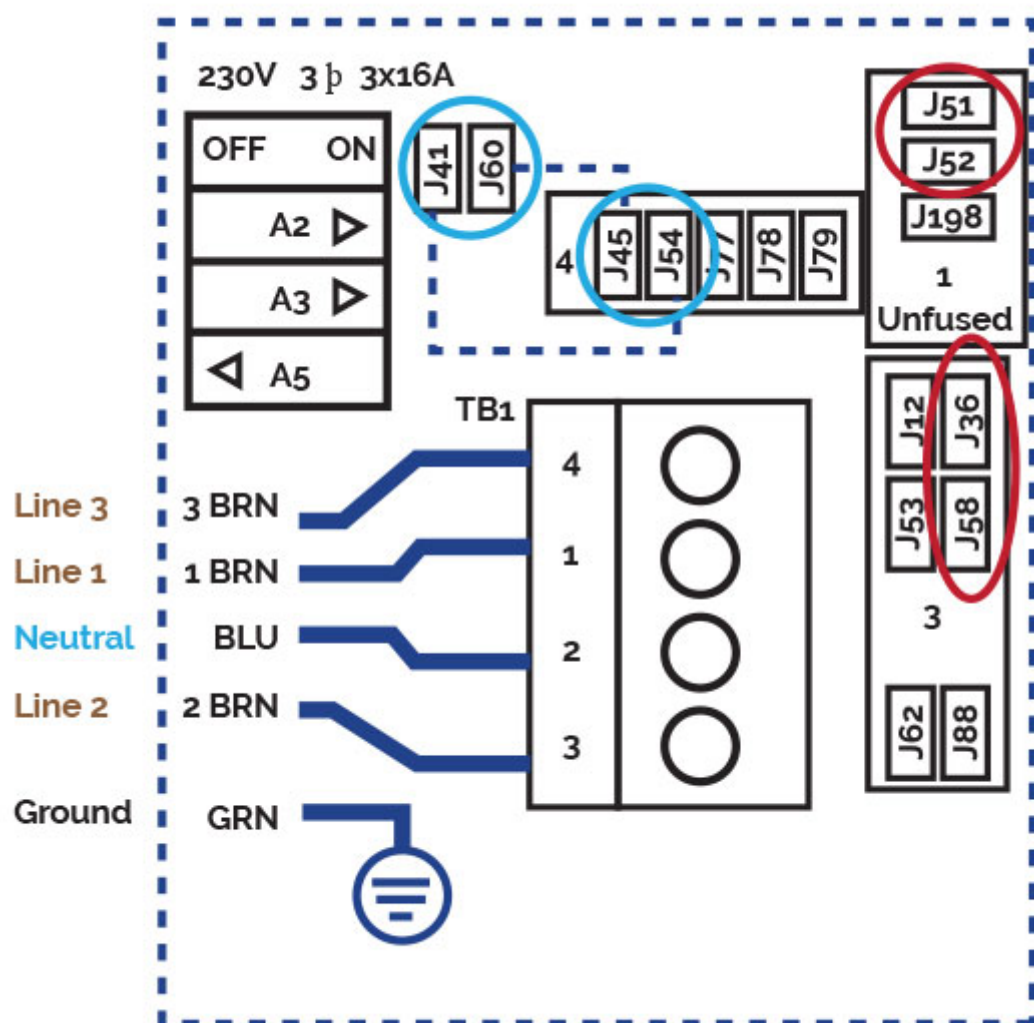 230V 3 þ 3x16A
OFF ON
A2
A3
A5
J41
J60
4
J45
J54
J77
J78
J79
J51
J52
J198
1
Unfused
J12
J36
J53
J58
3
J62
J88
TB1
4
1
2
3
Line 3 3 BRN
Line 1 1 BRN
Neutral BLU
Line 2 2 BRN
Ground GRN